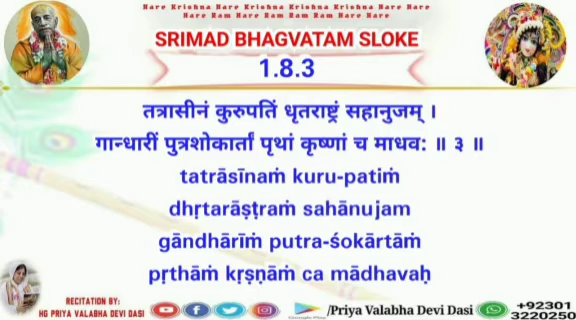 Hare Krishna Hare Krishna Krishna Krishna Hare Hare
Hare Ram Hare Ram Ram Ram Hare Hare
SRIMAD BHAGVATAM SLOKE
1.8.3
तत्रासीनं कुरुपतिं धृतराष्ट्रं सहानुजम् ।
गान्धारीं पुत्रशोकार्तां पृथां कृष्णां च माधवः ॥ ३ ॥
tatrāsīnaṁ kuru-patiṁ
dhṛtarāṣṭraṁ sahānujam
gāndhārīṁ putra-śokārtāṁ
pṛthāṁ kṛṣṇāṁ ca mādhavaḥ
RECITATION BY:
HG PRIYA VALABHA DEVI DASI
/Priya Valabha Devi Dasi
+92301
3220250